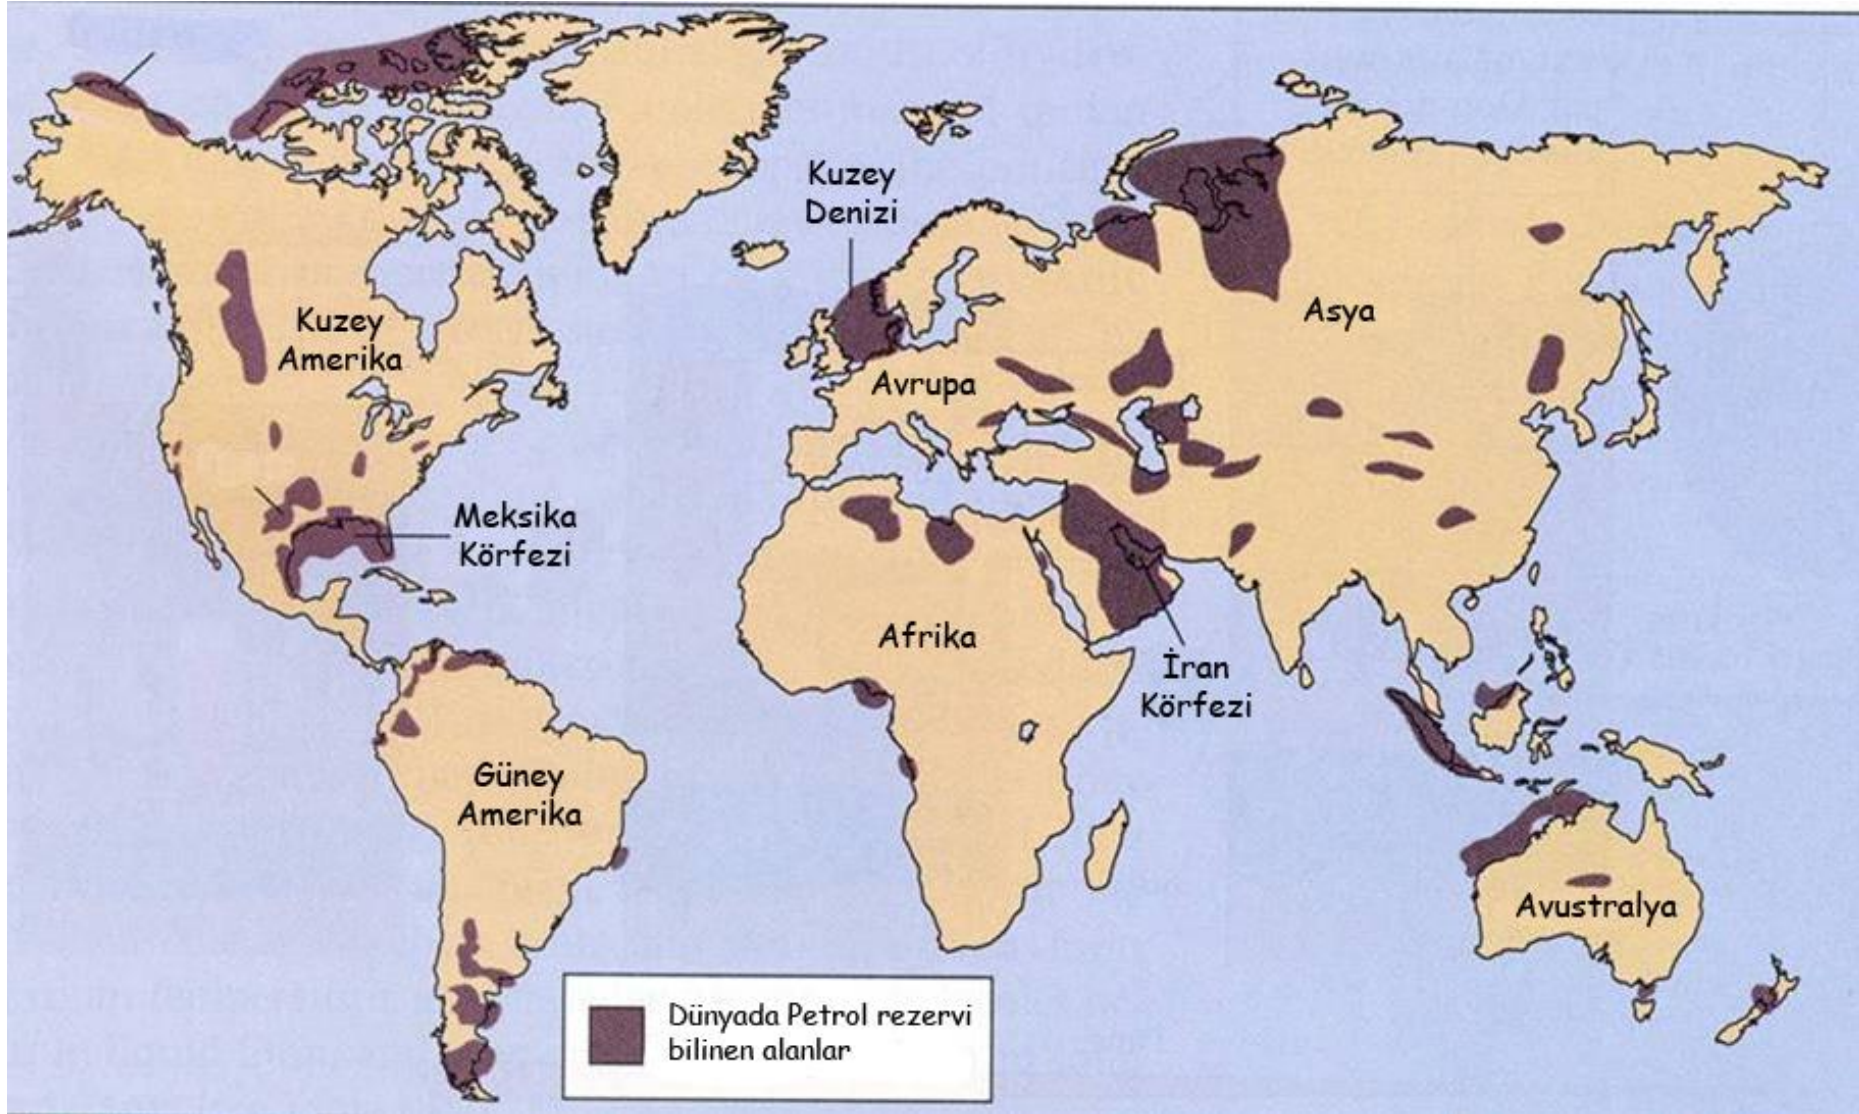 Kuzey
Denizi
Asya
Kuzey
Amerika
Avrupa
Meksika
Körfezi
Afrika
İran
Körfezi
Güney
Amerika
Avustralya
Dünyada Petrol rezervi
bilinen alanlar